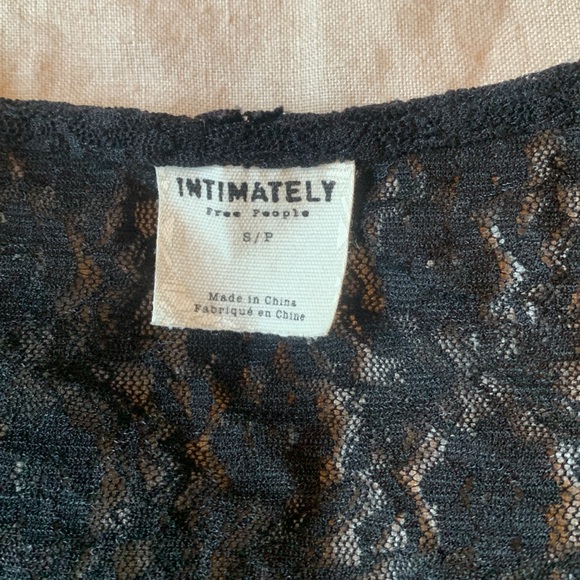 INTIMATELY
Free People
S/P
Made in China
Fabriqué en Chine